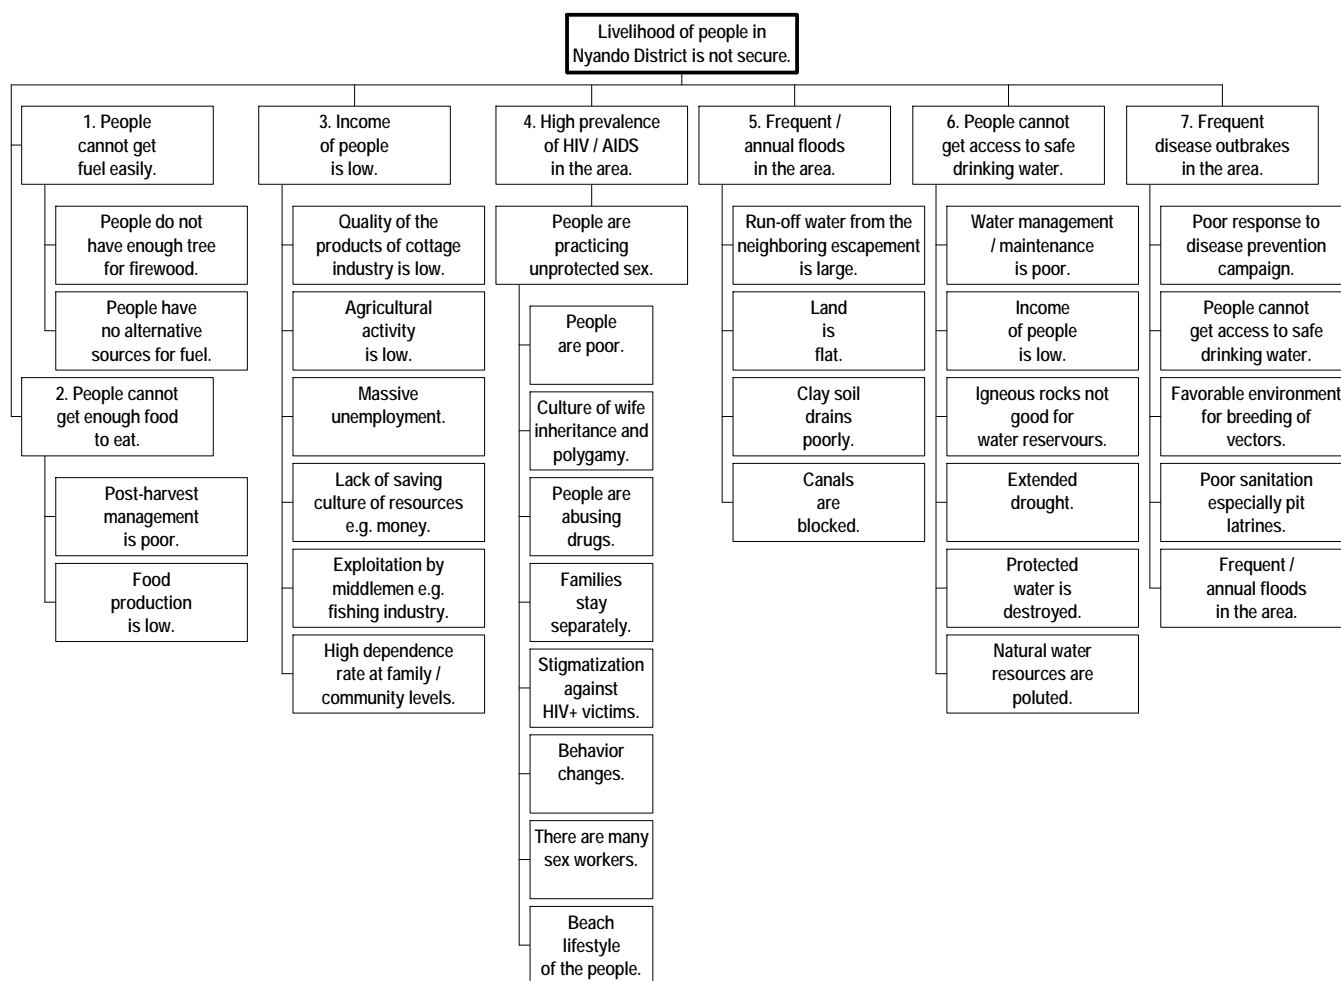 Livelihood of people in
Nyando District is not secure.
1. People
cannot get
fuel easily.
People do not
have enough tree
for firewood.
People have
no alternative
sources for fuel.
2. People cannot
get enough food
to eat.
Post-harvest
management
is poor.
Food
production
is low.
3. Income
of people
is low.
Quality of the
products of cottage
industry is low.
Agricultural
activity
is low.
Massive
unemployment.
Lack of saving
culture of resources
e.g. money.
Exploitation by
middlemen e.g.
fishing industry.
High dependence
rate at family /
community levels.
4. High prevalence
of HIV / AIDS
in the area.
People are
practicing
unprotected sex.
People
are poor.
Culture of wife
inheritance and
polygamy.
People are
abusing
drugs.
Families
stay
separately.
Stigmatization
against
HIV+ victims.
Behavior
changes.
There are many
sex workers.
Beach
lifestyle
of the people.
5. Frequent /
annual floods
in the area.
Run-off water from the
neighboring escapement
is large.
Land
is
flat.
Clay soil
drains
poorly.
Canals
are
blocked.
6. People cannot
get access to safe
drinking water.
Water management
/ maintenance
is poor.
Income
of people
is low.
Igneous rocks not
good for
water reservours.
Extended
drought.
Protected
water is
destroyed.
Natural water
resources are
poluted.
7. Frequent
disease outbrakes
in the area.
Poor response to
disease prevention
campaign.
People cannot
get access to safe
drinking water.
Favorable environment
for breeding of
vectors.
Poor sanitation
especially pit
latrines.
Frequent /
annual floods
in the area.